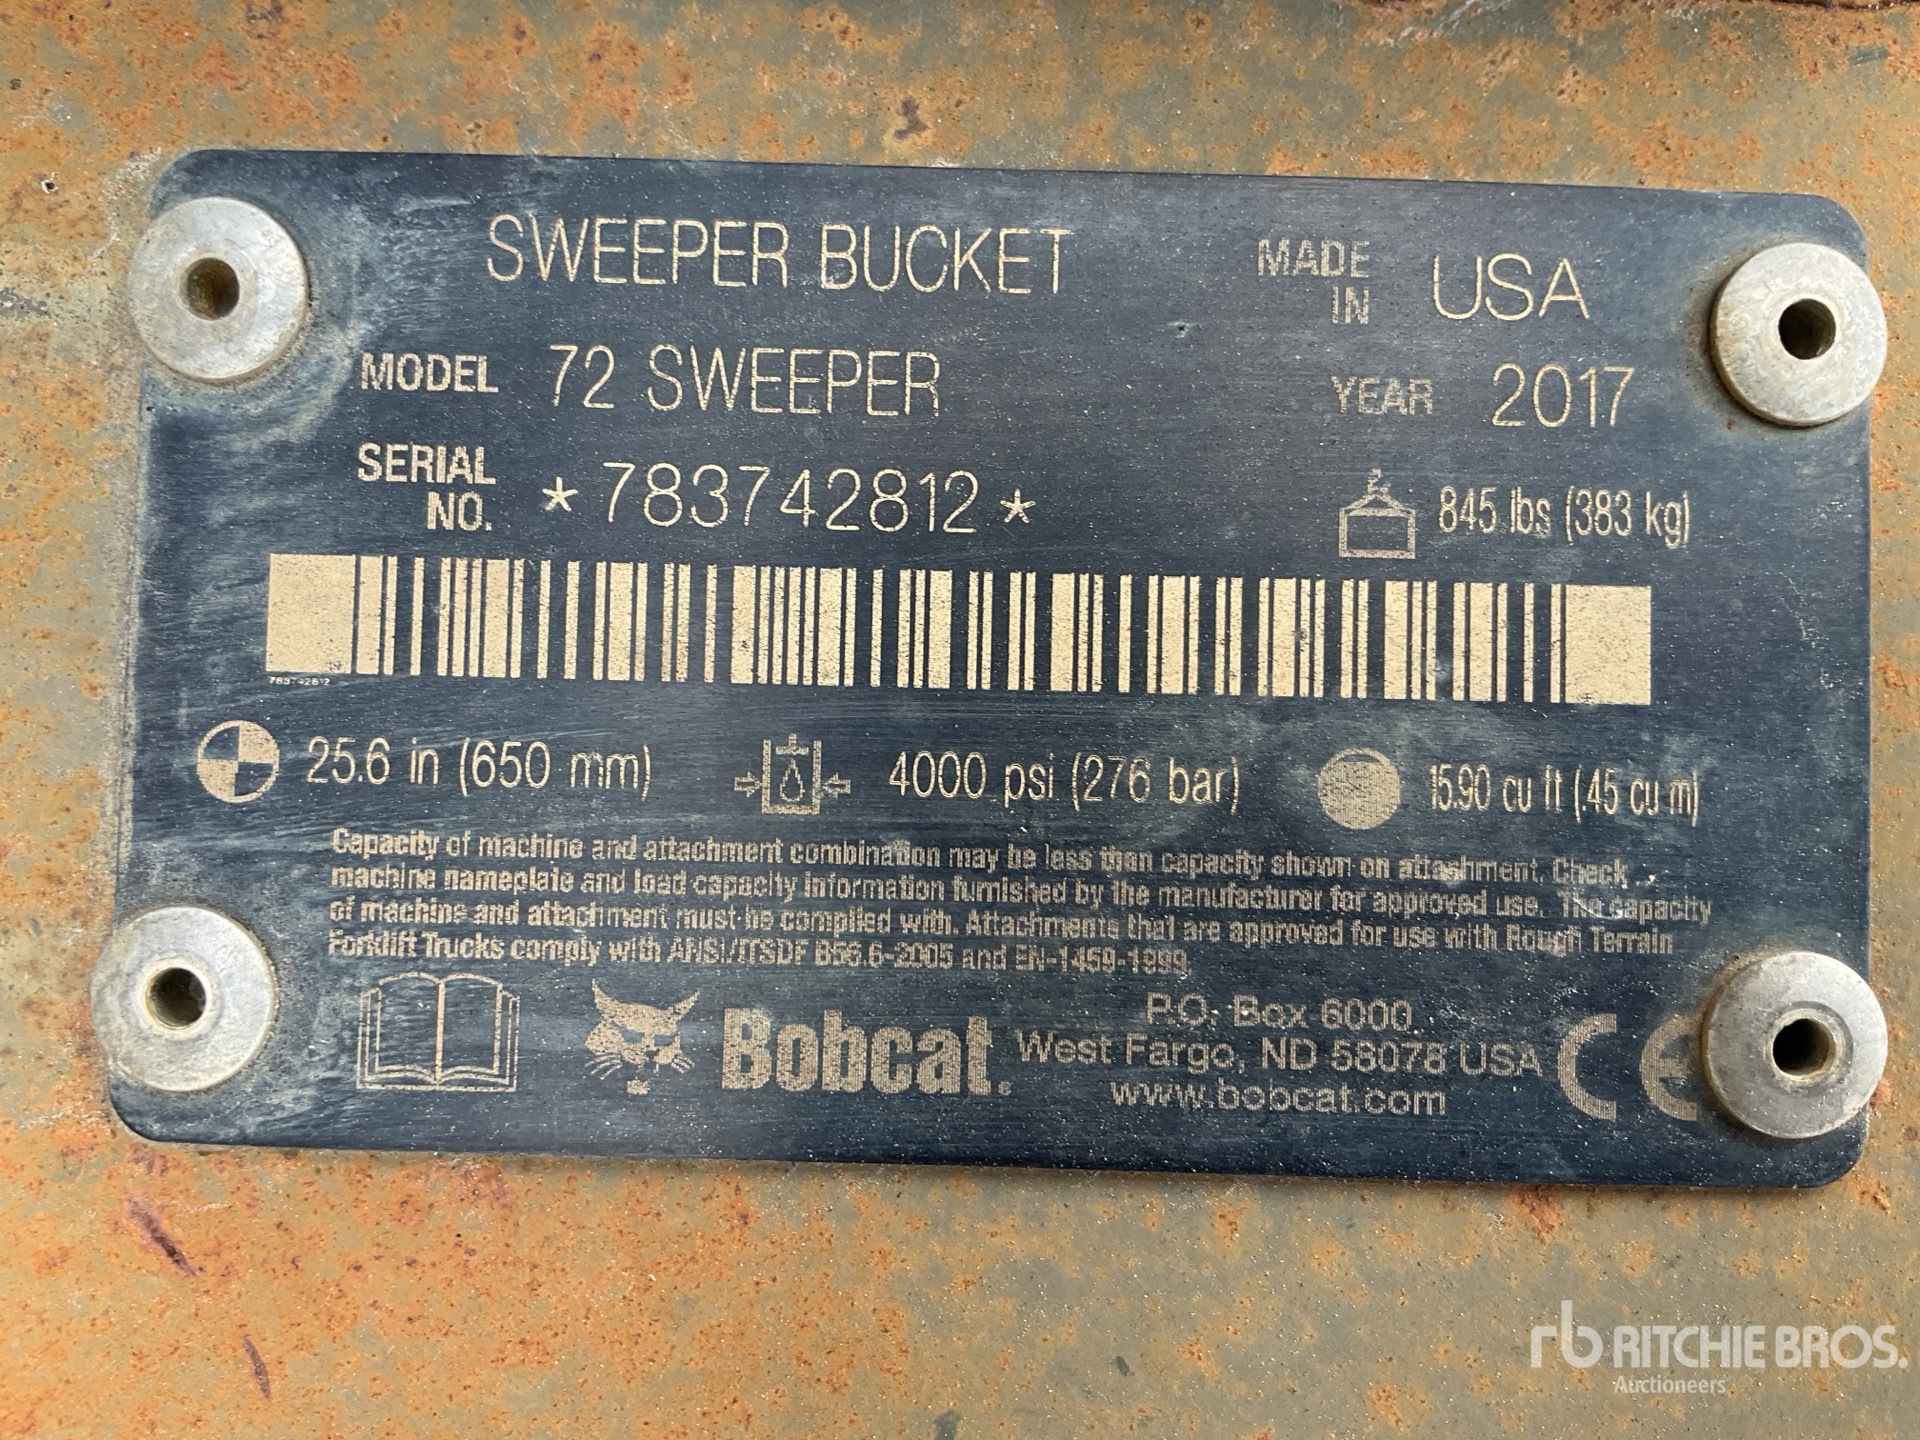 SWEEPER BUCKET
MADE IN USA
MODEL 72 SWEEPER
YEAR 2017
SERIAL NO. *783742812*
845 lbs (383 kg)
783742812
25.6 in (650 mm)
4000 psi (276 bar)
15.90 cu ft (.45 cu m)
Capacity of machine and attachment combination may be less than capacity shown on attachment. Check
machine nameplate and load capacity information furnished by the manufacturer for approved use. The capacity
of machine and attachment must be complied with. Attachments that are approved for use with Rough Terrain
Forklift Trucks comply with ANSI/ITSDF B56.6-2005 and EN-1459-1999.
Bobcat.
P.O. Box 6000
West Fargo, ND 58078 USA
www.bobcat.com
CE
rb RITCHIE BROS.
Auctioneers